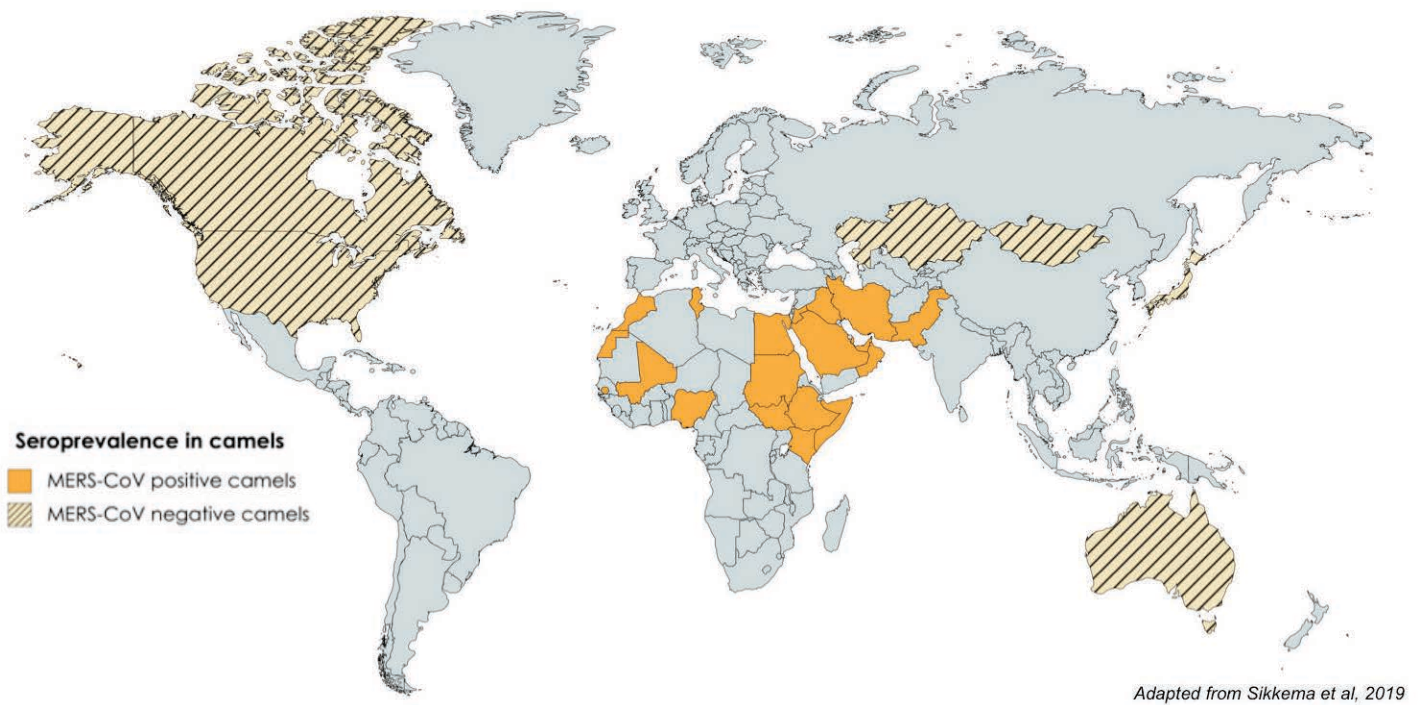 Seroprevalence in camels
MERS-CoV positive camels
MERS-CoV negative camels
Adapted from Sikkema et al, 2019